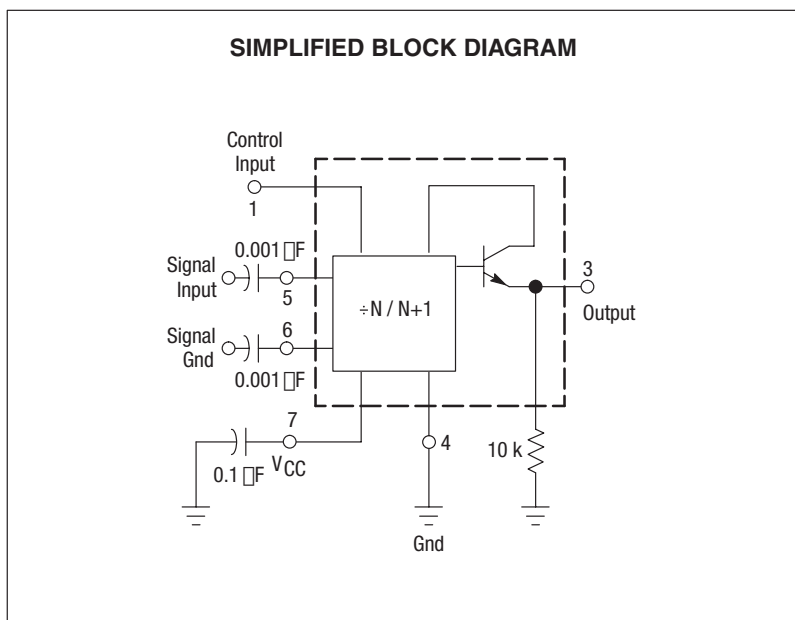 SIMPLIFIED BLOCK DIAGRAM
Control
Input
1
0.001 □F
Signal
Input
5
÷N / N+1
3
Output
6
Signal
Gnd
0.001 □F
7
VCC
0.1 □F
4
10 k
Gnd